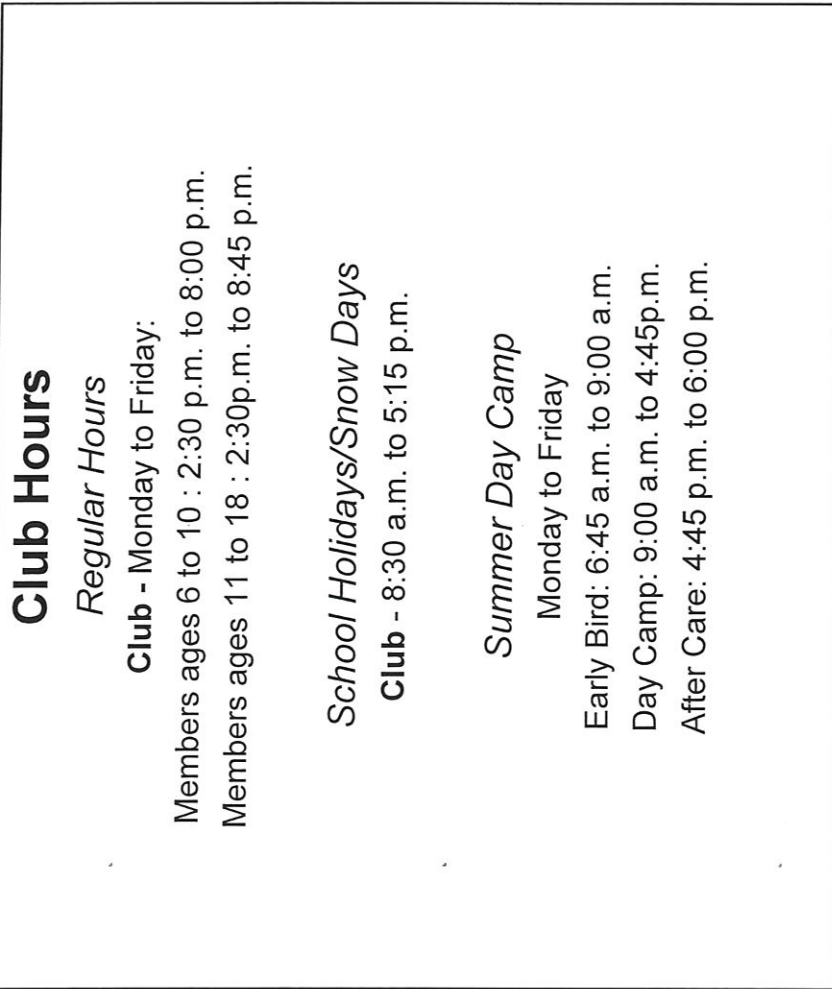 Club Hours
Regular Hours
Club - Monday to Friday:
Members ages 6 to 10 : 2:30 p.m. to 8:00 p.m.
Members ages 11 to 18 : 2:30p.m. to 8:45 p.m.
School Holidays/Snow Days
Club - 8:30 a.m. to 5:15 p.m.
Summer Day Camp
Monday to Friday
Early Bird: 6:45 a.m. to 9:00 a.m.
Day Camp: 9:00 a.m. to 4:45p.m.
After Care: 4:45 p.m. to 6:00 p.m.